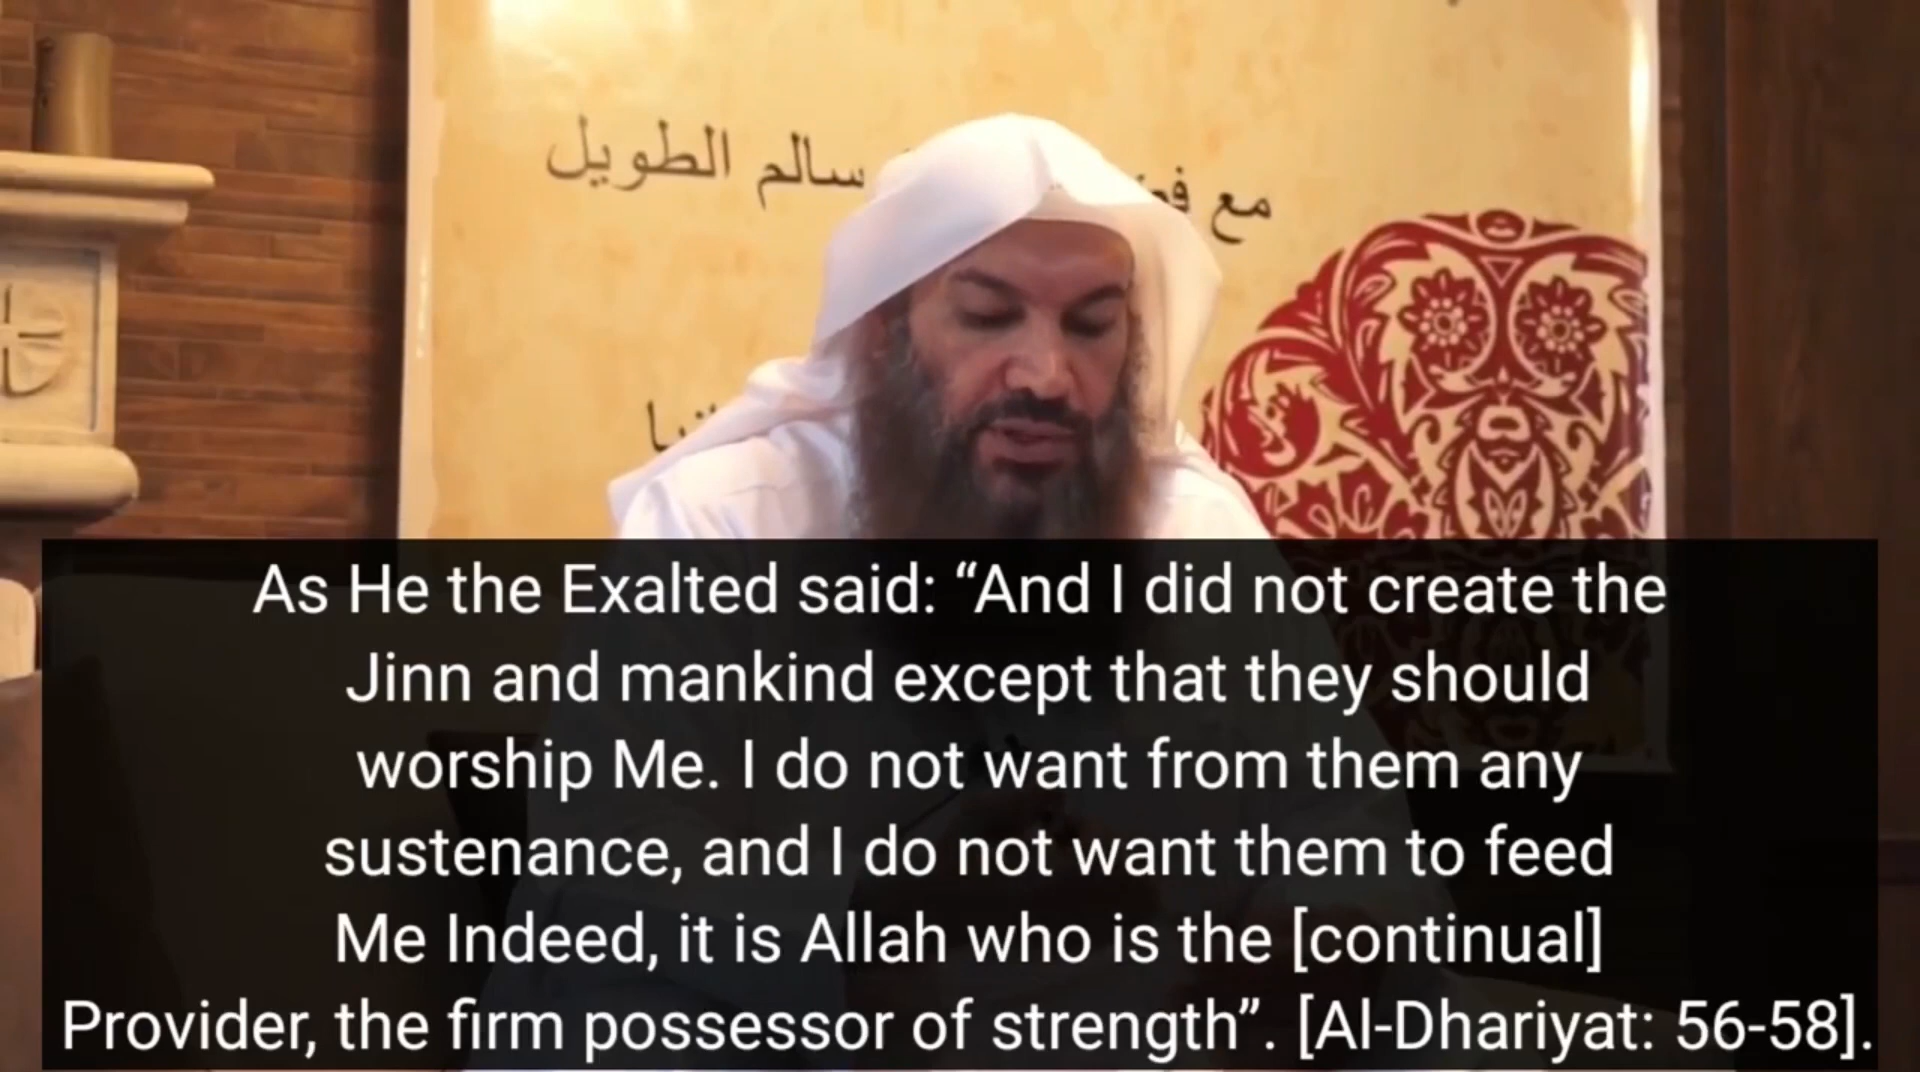 مع سالم الطويل
As He the Exalted said: “And I did not create the
Jinn and mankind except that they should
worship Me. I do not want from them any
sustenance, and I do not want them to feed
Me Indeed, it is Allah who is the [continual]
Provider, the firm possessor of strength”. [Al-Dhariyat: 56-58].